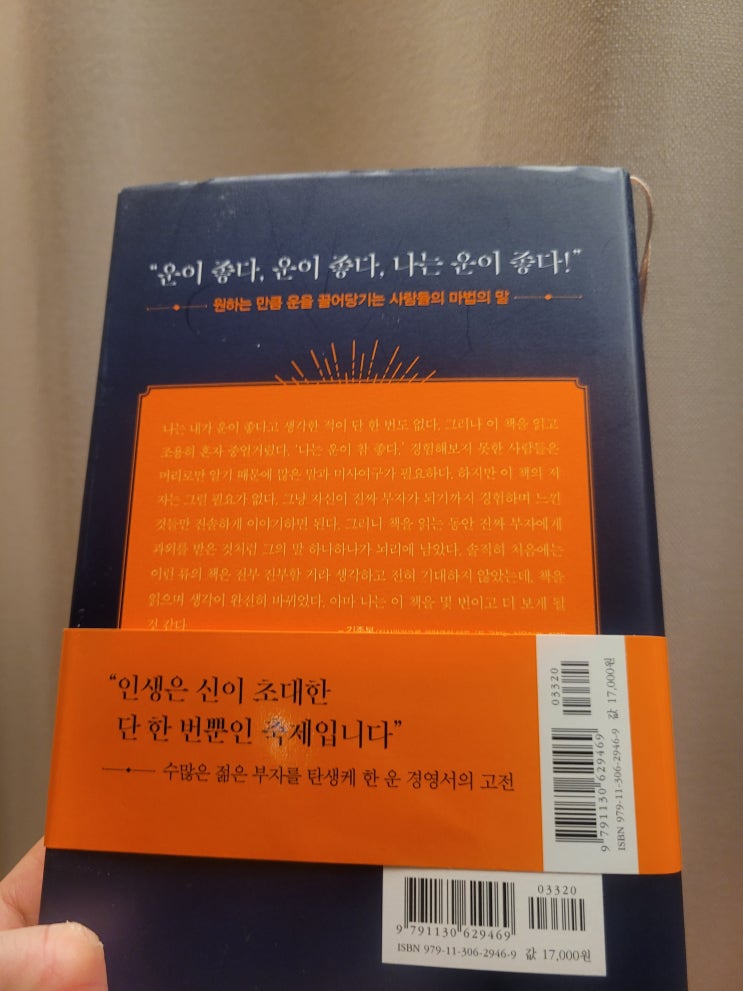 “운이 좋다, 운이 좋다, 나는 운이 좋다!”
원하는 만큼 운을 끌어당기는 사람들의 마법의 말
나는 내가 운이 좋다고 생각한 적이 단 한 번도 없다. 그러나 이 책을 읽고
조용히 혼자 중얼거렸다. ‘나는 운이 참 좋다.’ 경험해보지 못한 사람들은
머리로만 알기 때문에 많은 말과 미사여구가 필요하다. 하지만 이 책의 저
자는 그럴 필요가 없다. 그냥 자신이 진짜 부자가 되기까지 경험하며 느낀
것들만 진솔하게 이야기하면 된다. 그러니 책을 읽는 동안 진짜 부자에게
과외를 받은 것처럼 그의 말 하나하나가 뇌리에 남았다. 솔직히 처음에는
이런 류의 책은 전부 진부한 거라 생각하고 전혀 기대하지 않았는데, 책을
읽으며 생각이 완전히 바뀌었다. 아마 나는 이 책을 몇 번이고 더 보게 될
것 같다.
“인생은 신이 초대한
단 한 번뿐인 축제입니다”
수많은 젊은 부자를 탄생케 한 운 경영서의 고전
03320
9 791130 629469
ISBN 979-11-306-2946-9 값 17,000원
03320
9 791130 629469
ISBN 979-11-306-2946-9 값 17,000원